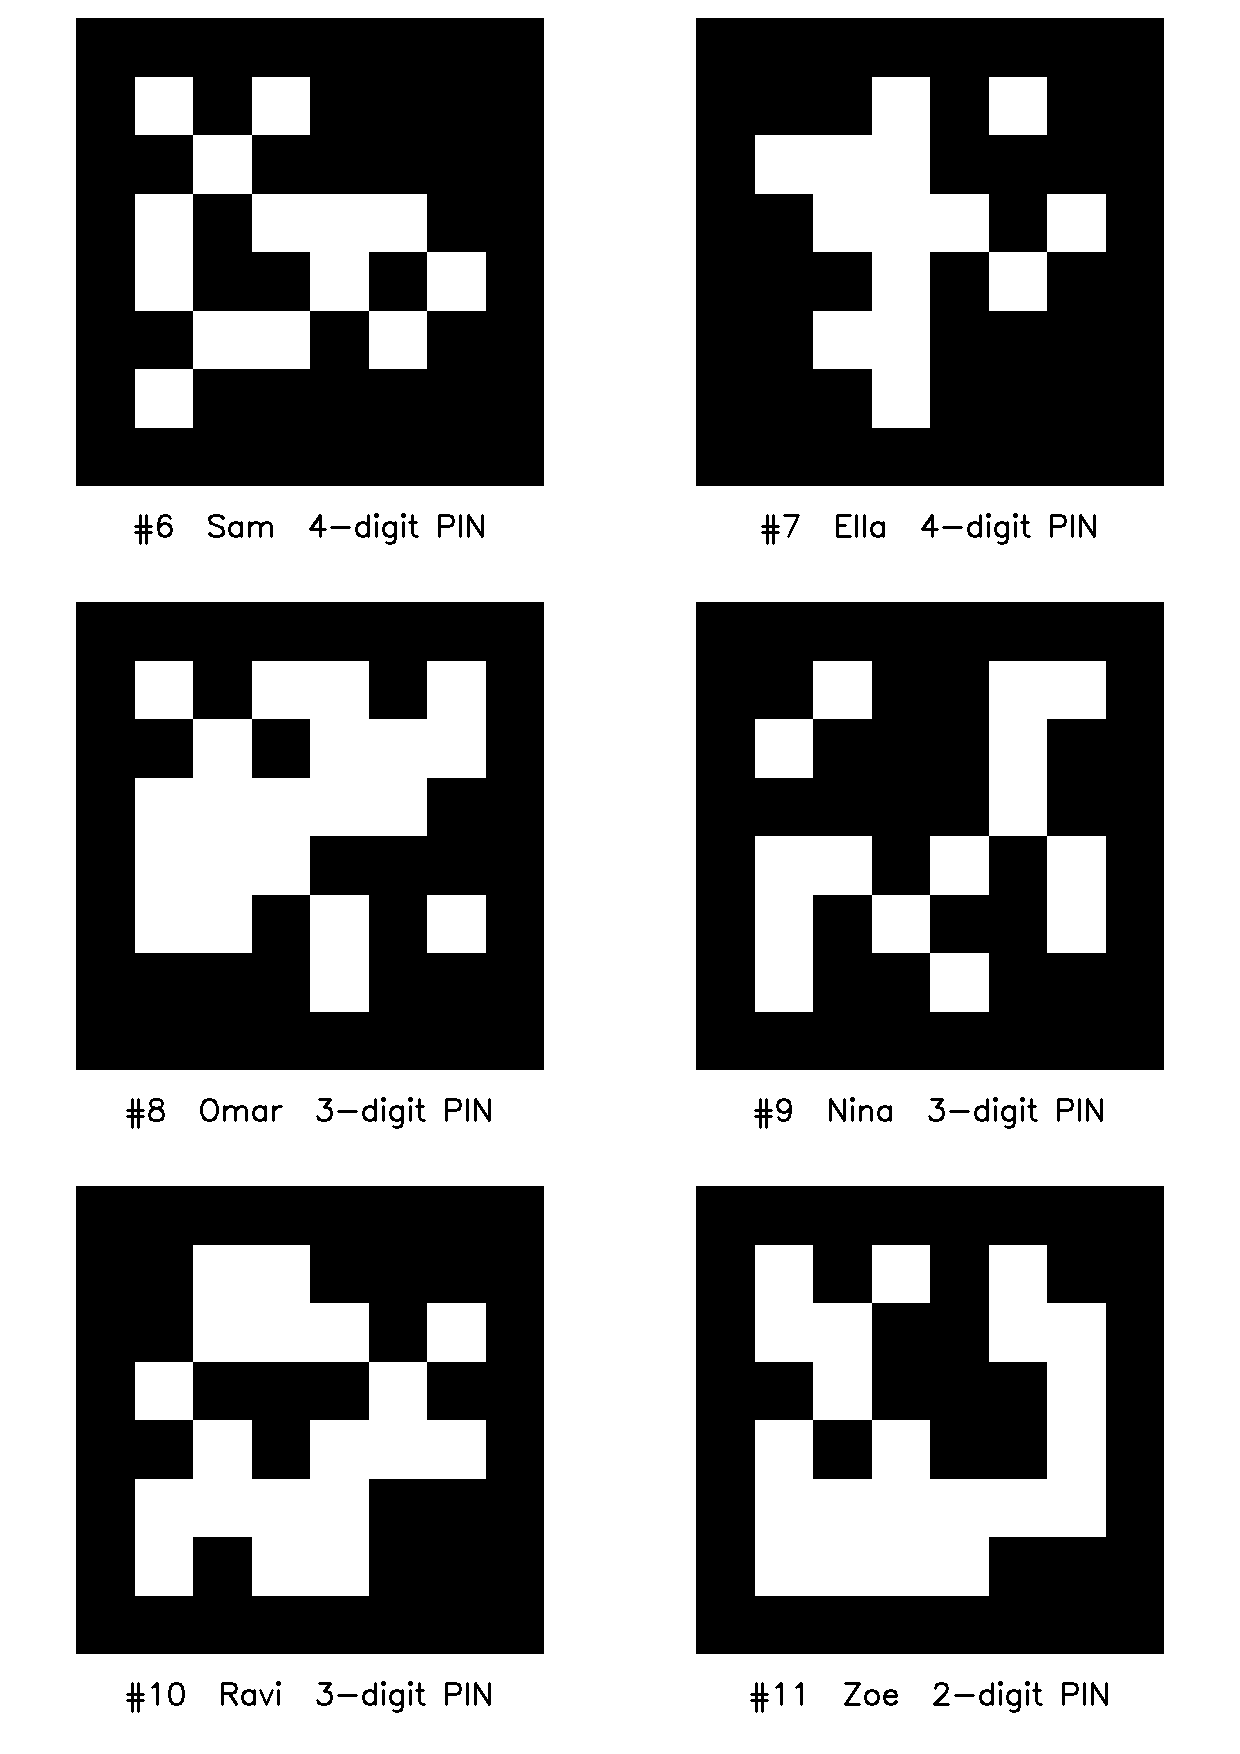 #6 Sam 4-digit PIN
#7 Ella 4-digit PIN
#8 Omar 3-digit PIN
#9 Nina 3-digit PIN
#10 Ravi 3-digit PIN
#11 Zoe 2-digit PIN